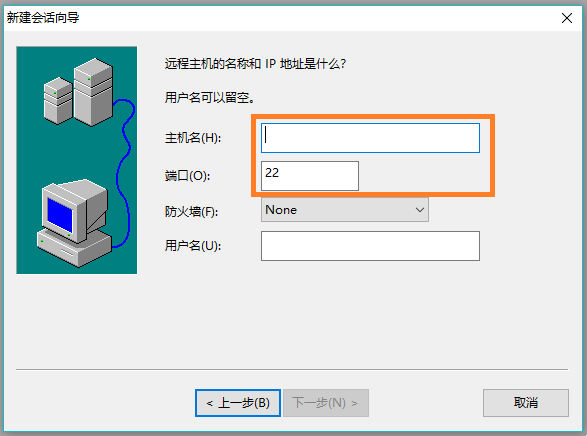 新建会话向导
远程主机的名称和 IP 地址是什么?
用户名可以留空。
主机名(H):
端口(O): 22
防火墙(F): None
用户名(U):
< 上一步(B) 下一步(N) > 取消